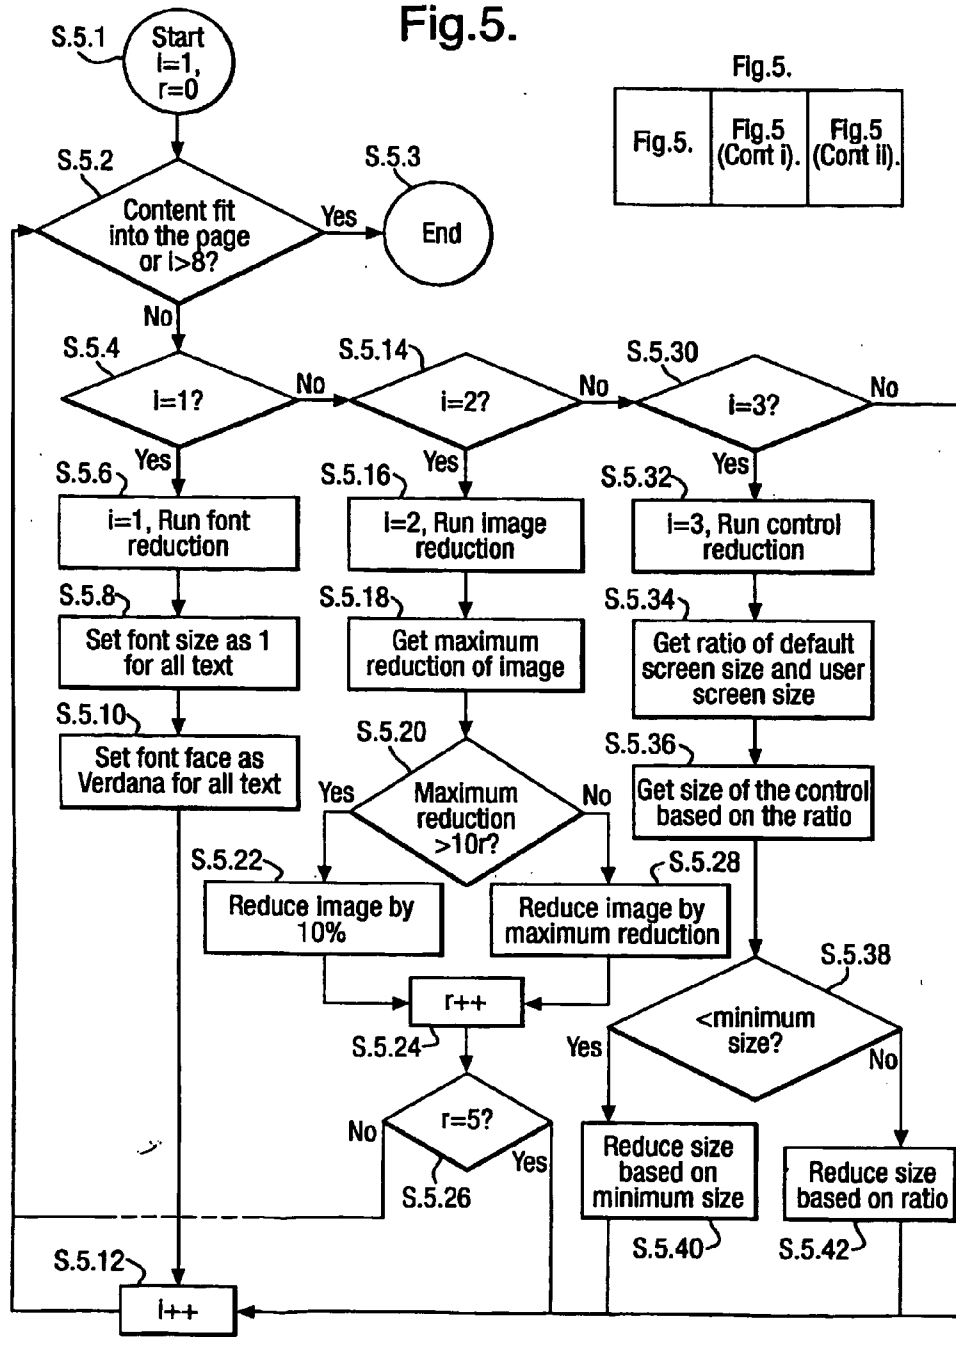 Fig.5.
S.5.1
Start
i=1,
r=0
Fig.5.
Fig.5.
Fig.5
(Cont i).
Fig.5
(Cont ii).
S.5.2
Content fit
into the page
or i>8?
Yes
S.5.3
End
No
S.5.4
i=1?
No
S.5.14
i=2?
No
S.5.30
i=3?
No
Yes
Yes
Yes
S.5.6
i=1, Run font
reduction
S.5.16
i=2, Run image
reduction
S.5.32
i=3, Run control
reduction
S.5.8
Set font size as 1
for all text
S.5.18
Get maximum
reduction of image
S.5.34
Get ratio of default
screen size and user
screen size
S.5.10
Set font face as
Verdana for all text
S.5.20
Maximum
reduction
>10r?
Yes
No
S.5.36
Get size of the control
based on the ratio
S.5.22
Reduce image by
10%
S.5.28
Reduce image by
maximum reduction
S.5.38
<minimum
size?
Yes
No
r++
S.5.24
r=5?
No
Yes
S.5.26
Reduce size
based on
minimum size
S.5.40
Reduce size
based on ratio
S.5.42
S.5.12
i++